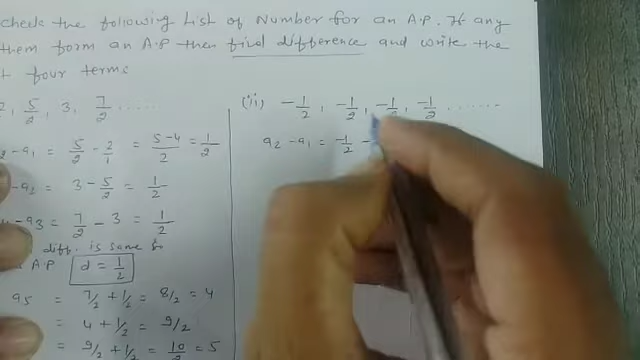 check the following List of Number for an A.P. If any
them form an A.P then find difference and write the
t four terms
2, 5/2, 3, 7/2 ......
2 - a1 = 5/2 - 2/1 = 5-4/2 = 1/2
- a2 = 3 - 5/2 = 1/2
- a3 = 7/2 - 3 = 1/2
diff. is same so
A.P d = 1/2
a5 = 7/2 + 1/2 = 8/2 = 4
= 4 + 1/2 = 9/2
= 9/2 + 1/2 = 10/2 = 5
(ii) -1/2, -1/2, -1/2, -1/2 .......
a2 - a1 = -1/2 -